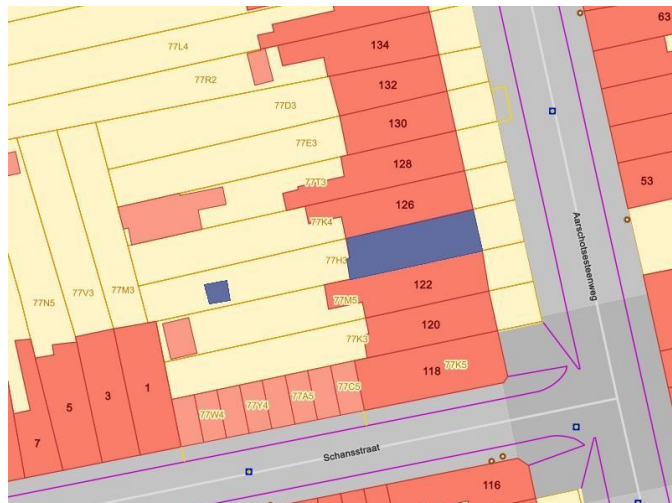 77L4
134
63
77R2
132
77D3
130
77E3
128
77T3
53
126
77K4
Aarschotsesteenweg
77H3
77M3
77V3
77N5
122
77M5
120
77K3
118
77K5
77C5
77A5
77Y4
77W4
1
3
5
7
Schansstraat
116